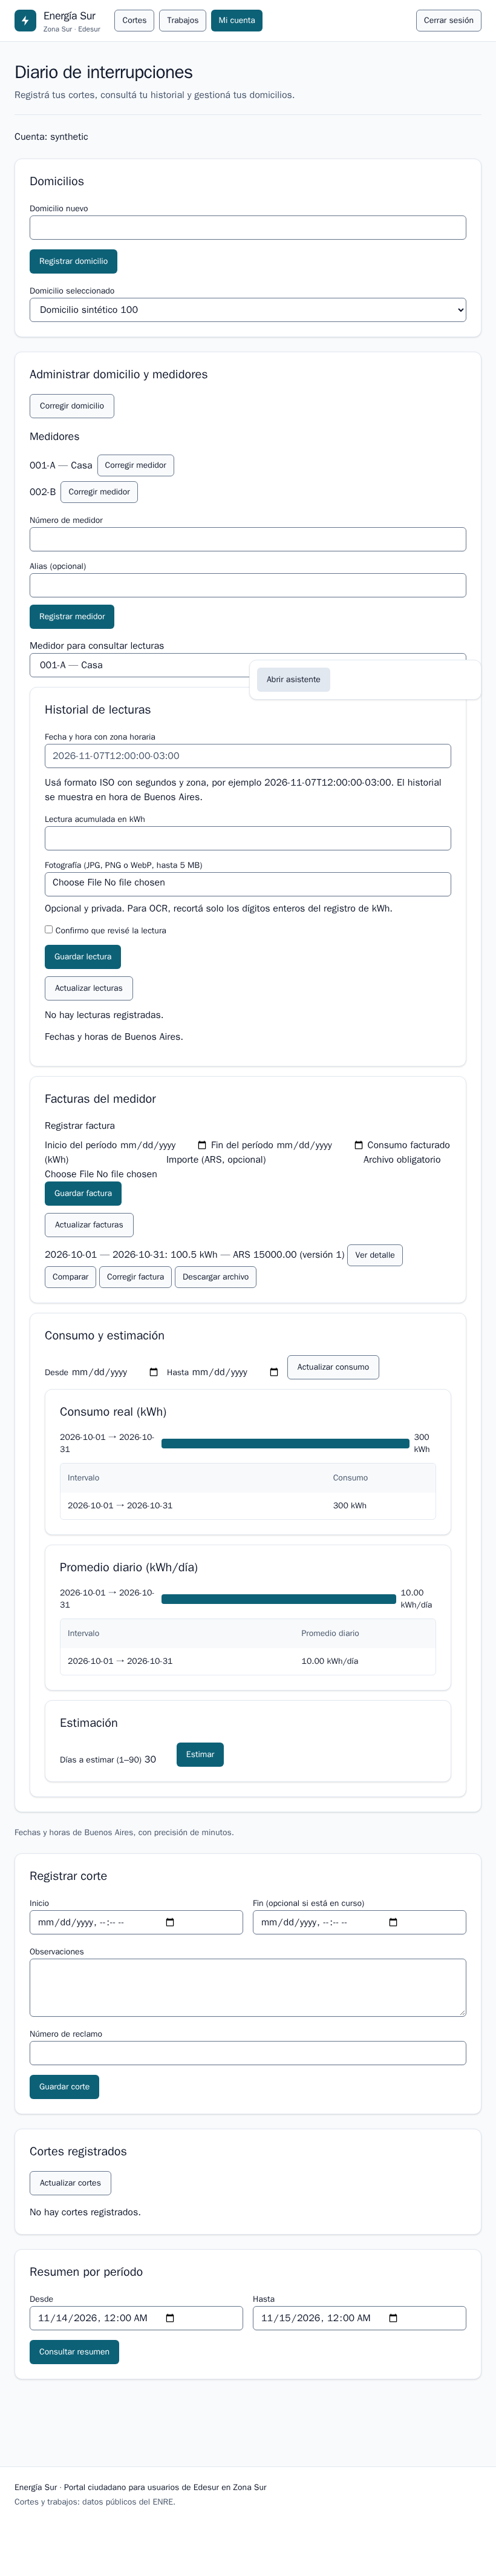 Energía Sur
Zona Sur · Edesur
Cortes
Trabajos
Mi cuenta
Cerrar sesión
Diario de interrupciones
Registrá tus cortes, consultá tu historial y gestioná tus domicilios.
Cuenta: synthetic
Domicilios
Domicilio nuevo
Registrar domicilio
Domicilio seleccionado
Domicilio sintético 100
Administrar domicilio y medidores
Corregir domicilio
Medidores
001-A — Casa
Corregir medidor
002-B
Corregir medidor
Número de medidor
Alias (opcional)
Registrar medidor
Medidor para consultar lecturas
001-A — Casa
Abrir asistente
Historial de lecturas
Fecha y hora con zona horaria
2026-11-07T12:00:00-03:00
Usá formato ISO con segundos y zona, por ejemplo 2026-11-07T12:00:00-03:00. El historial
se muestra en hora de Buenos Aires.
Lectura acumulada en kWh
Fotografía (JPG, PNG o WebP, hasta 5 MB)
Choose File No file chosen
Opcional y privada. Para OCR, recortá solo los dígitos enteros del registro de kWh.
Confirmo que revisé la lectura
Guardar lectura
Actualizar lecturas
No hay lecturas registradas.
Fechas y horas de Buenos Aires.
Facturas del medidor
Registrar factura
Inicio del período mm/dd/yyyy Fin del período mm/dd/yyyy Consumo facturado
(kWh) Importe (ARS, opcional) Archivo obligatorio
Choose File No file chosen
Guardar factura
Actualizar facturas
2026-10-01 — 2026-10-31: 100.5 kWh — ARS 15000.00 (versión 1) Ver detalle
Comparar Corregir factura Descargar archivo
Consumo y estimación
Desde mm/dd/yyyy Hasta mm/dd/yyyy Actualizar consumo
Consumo real (kWh)
2026-10-01 → 2026-10-
31
300
kWh
Intervalo Consumo
2026-10-01 → 2026-10-31 300 kWh
Promedio diario (kWh/día)
2026-10-01 → 2026-10-
31
10.00
kWh/día
Intervalo Promedio diario
2026-10-01 → 2026-10-31 10.00 kWh/día
Estimación
Días a estimar (1–90) 30 Estimar
Fechas y horas de Buenos Aires, con precisión de minutos.
Registrar corte
Inicio Fin (opcional si está en curso)
mm/dd/yyyy, --:-- -- mm/dd/yyyy, --:-- --
Observaciones
Número de reclamo
Guardar corte
Cortes registrados
Actualizar cortes
No hay cortes registrados.
Resumen por período
Desde Hasta
11/14/2026, 12:00 AM 11/15/2026, 12:00 AM
Consultar resumen
Energía Sur · Portal ciudadano para usuarios de Edesur en Zona Sur
Cortes y trabajos: datos públicos del ENRE.